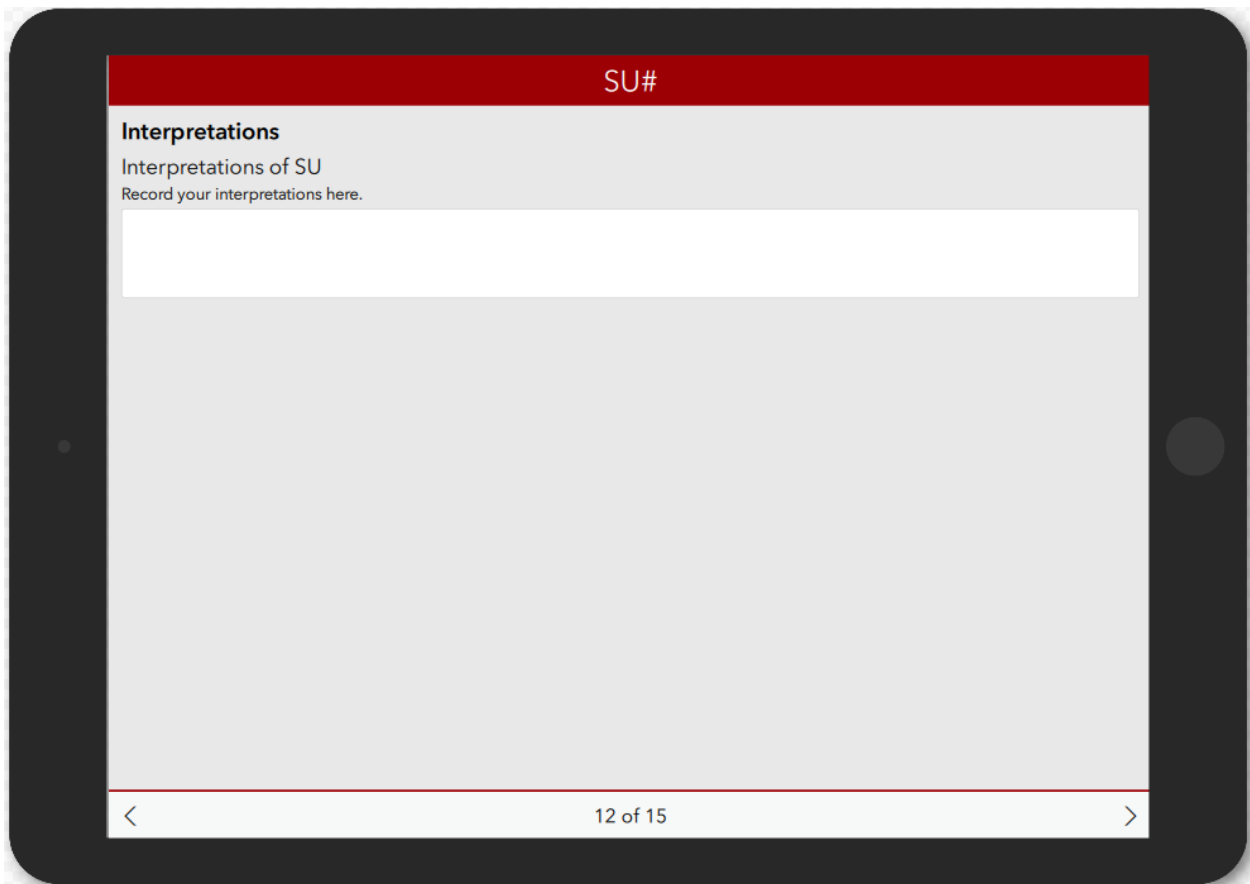 SU#
Interpretations
Interpretations of SU
Record your interpretations here.
12 of 15